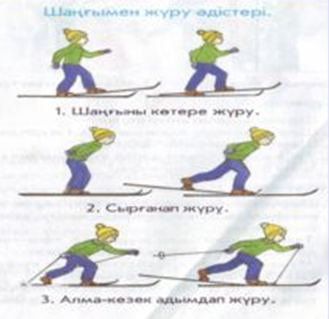 Шаңғымен жүру әдістері.
1. Шаңғыны көтере жүру.
2. Сырғанап жүру.
3. Алма-кезек адымдап жүру.